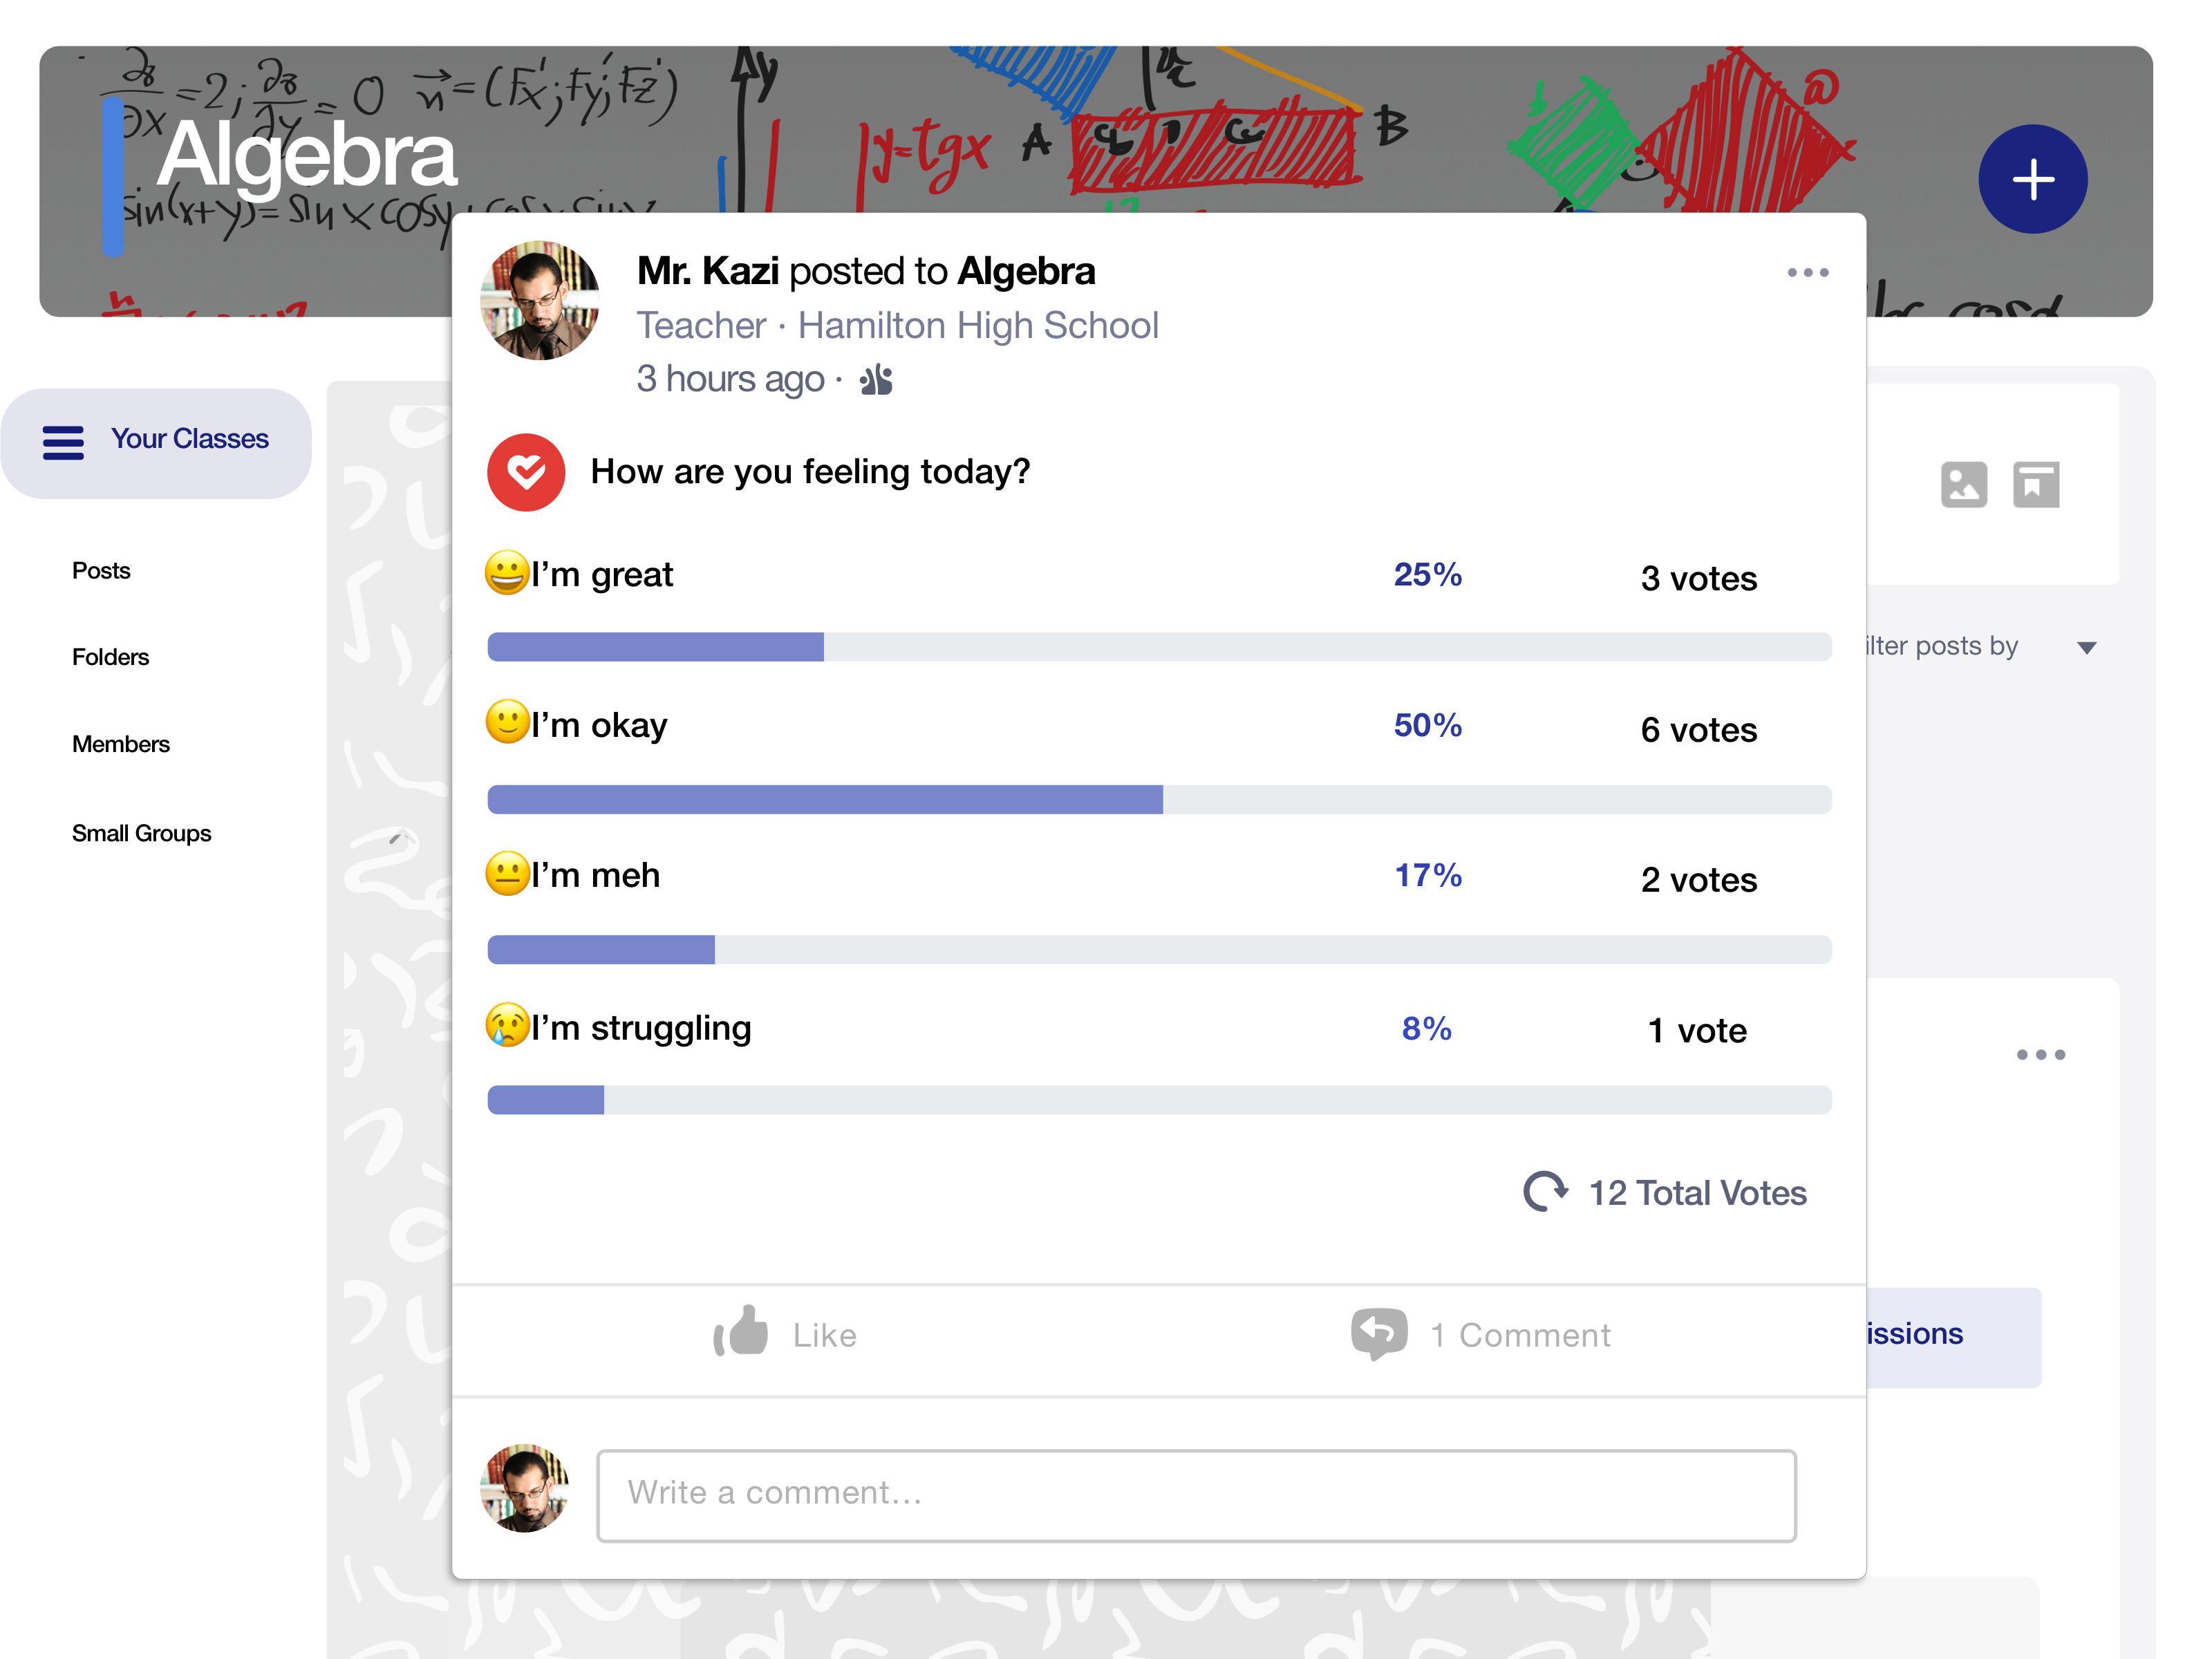 Algebra
y
y=tgx
A
B
Mr. Kazi posted to Algebra
Teacher · Hamilton High School
3 hours ago ·
Your Classes
Posts
Folders
Members
Small Groups
How are you feeling today?
😀I’m great 25% 3 votes
🙂I’m okay 50% 6 votes
😐I’m meh 17% 2 votes
😢I’m struggling 8% 1 vote
12 Total Votes
Like 1 Comment
Write a comment...
ilter posts by
issions